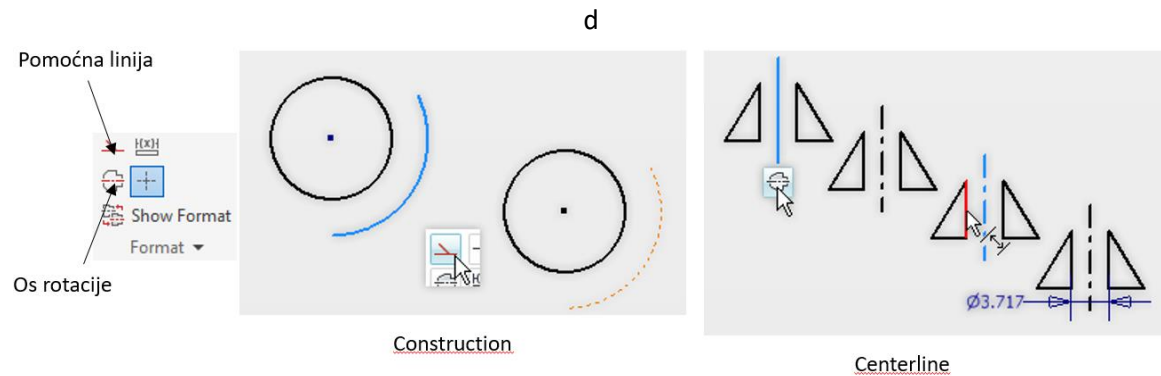 d
Pomoćna linija
Show Format
Format
Os rotacije
Ø3.717
Construction
Centerline